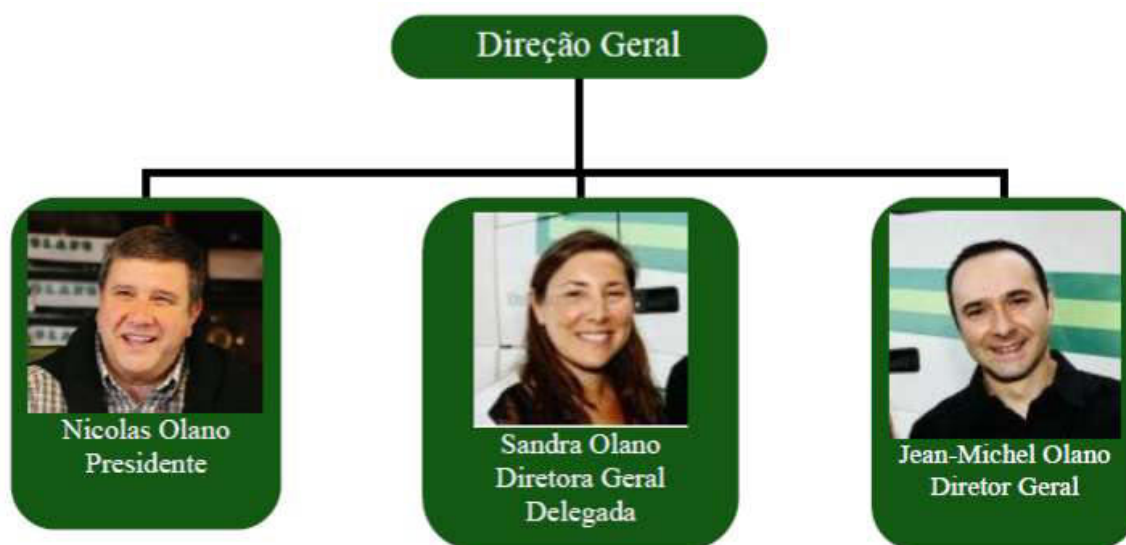 Direção Geral
Nicolas Olano
Presidente
Sandra Olano
Diretora Geral
Delegada
Jean-Michel Olano
Diretor Geral